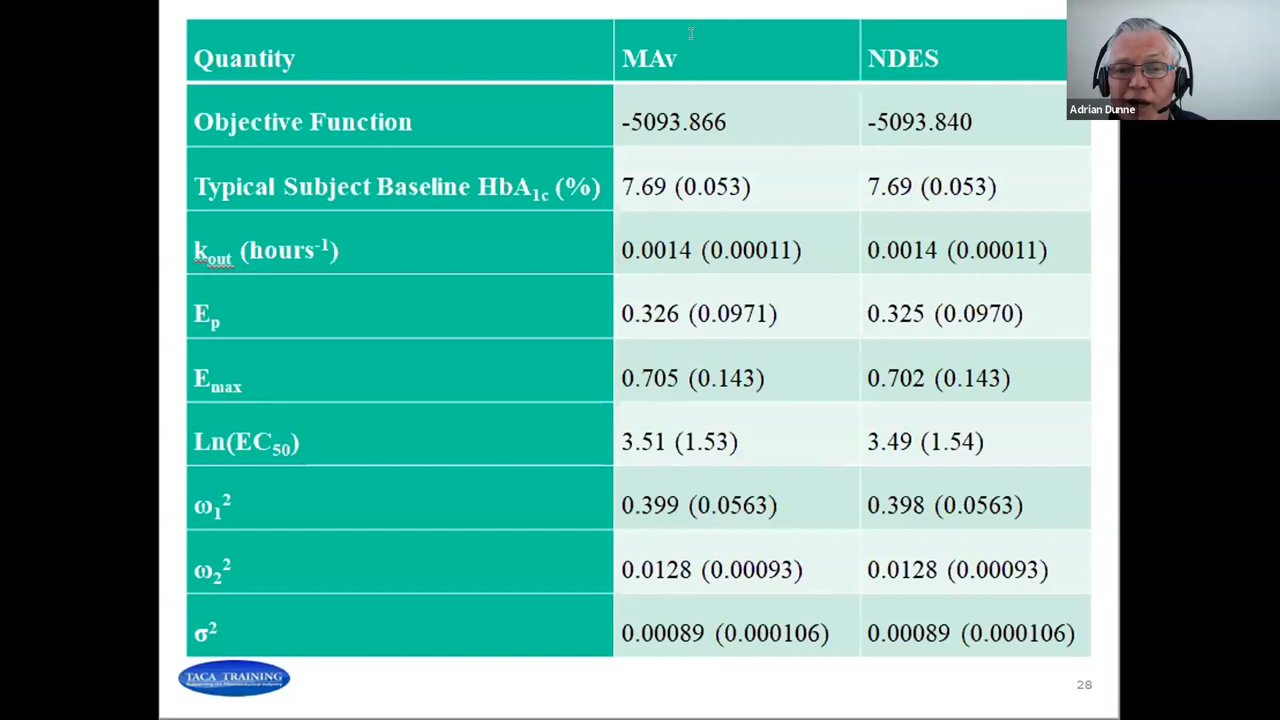 Quantity MAv NDES
Objective Function -5093.866 -5093.840
Typical Subject Baseline HbA1c (%) 7.69 (0.053) 7.69 (0.053)
kout (hours-1) 0.0014 (0.00011) 0.0014 (0.00011)
Ep 0.326 (0.0971) 0.325 (0.0970)
Emax 0.705 (0.143) 0.702 (0.143)
Ln(EC50) 3.51 (1.53) 3.49 (1.54)
ω1² 0.399 (0.0563) 0.398 (0.0563)
ω2² 0.0128 (0.00093) 0.0128 (0.00093)
σ² 0.00089 (0.000106) 0.00089 (0.000106)
TACA TRAINING
28
Adrian Dunne